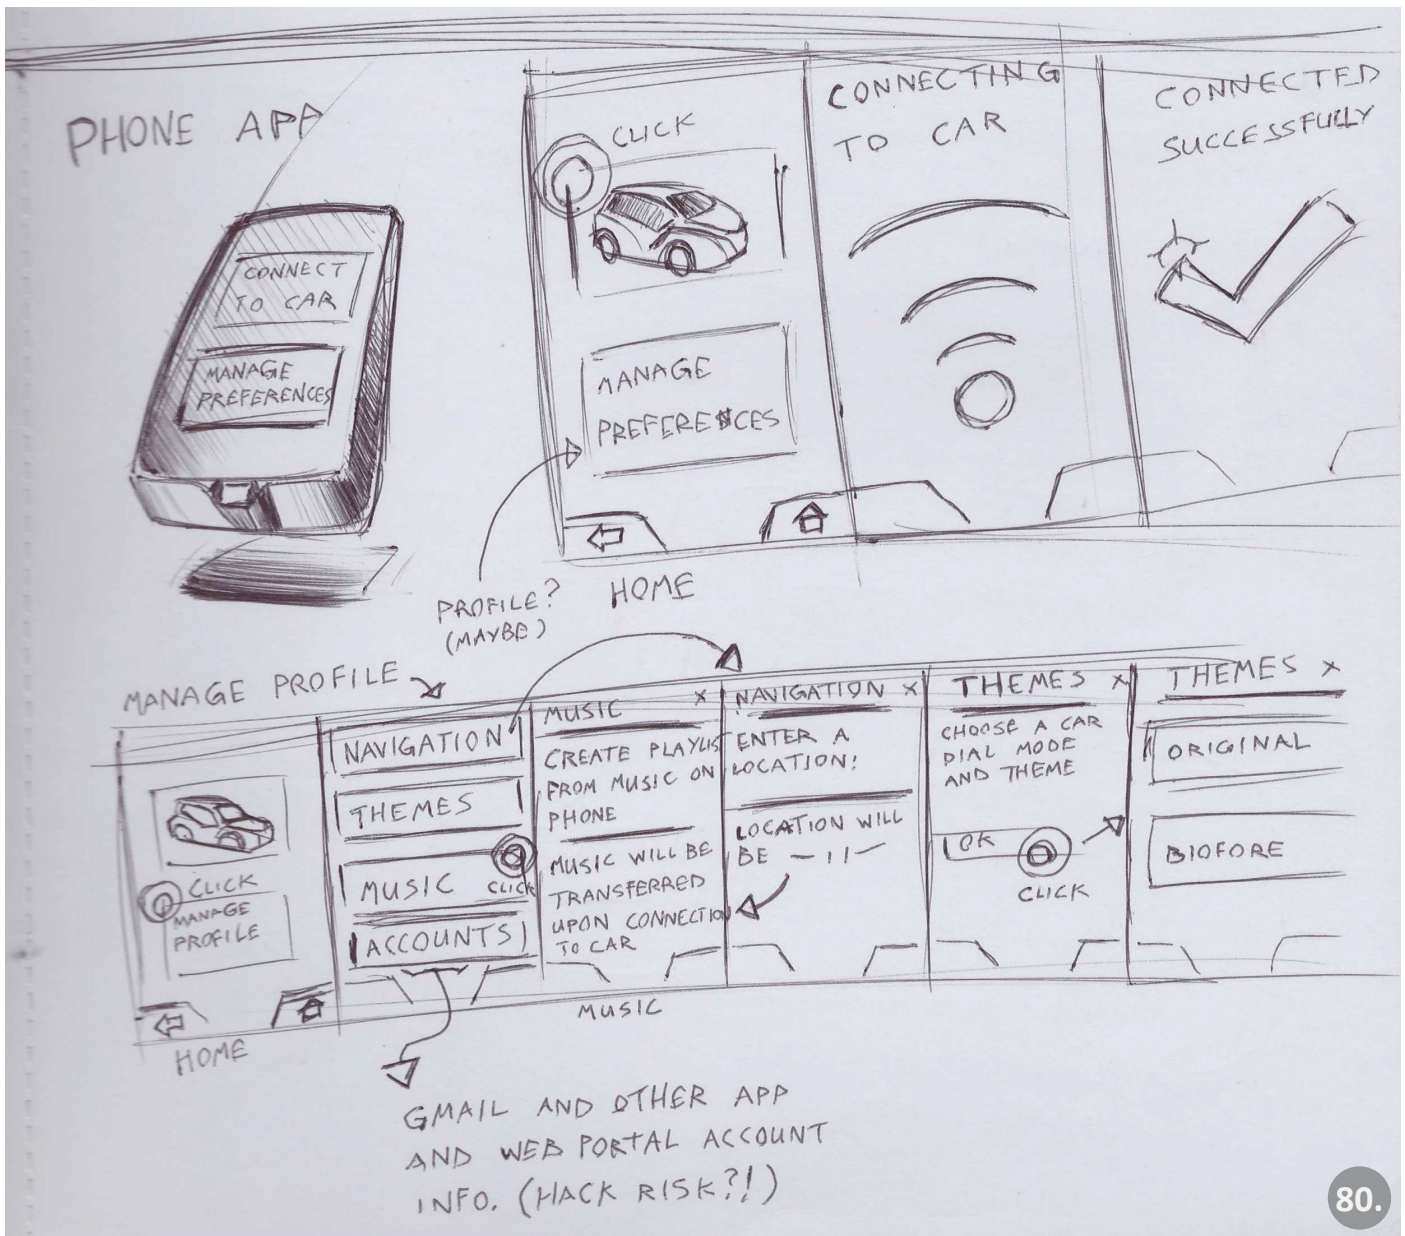 PHONE APP
CONNECT
TO CAR
MANAGE
PREFERENCES
CLICK
MANAGE
PREFERENCES
PROFILE?
(MAYBE)
HOME
CONNECTING
TO CAR
CONNECTED
SUCCESSFULLY
MANAGE PROFILE
CLICK
MANAGE
PROFILE
HOME
NAVIGATION
THEMES
MUSIC
CLICK
ACCOUNTS
MUSIC X
CREATE PLAYLIST
FROM MUSIC ON
PHONE
MUSIC WILL BE
TRANSFERRED
UPON CONNECTION
TO CAR
MUSIC
NAVIGATION X
ENTER A
LOCATION!
LOCATION WILL
BE — 11 —
THEMES X
CHOOSE A CAR
DIAL MODE
AND THEME
OK
CLICK
THEMES X
ORIGINAL
BIOFORE
GMAIL AND OTHER APP
AND WEB PORTAL ACCOUNT
INFO. (HACK RISK?!)
80.